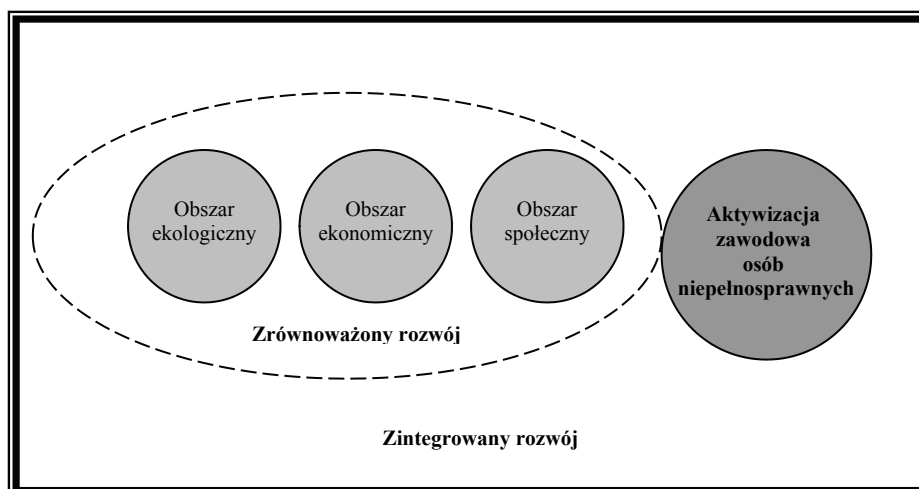 Obszar
ekologiczny
Obszar
ekonomiczny
Obszar
społeczny
Aktywizacja
zawodowa
osób
niepełnosprawnych
Zrównoważony rozwój
Zintegrowany rozwój